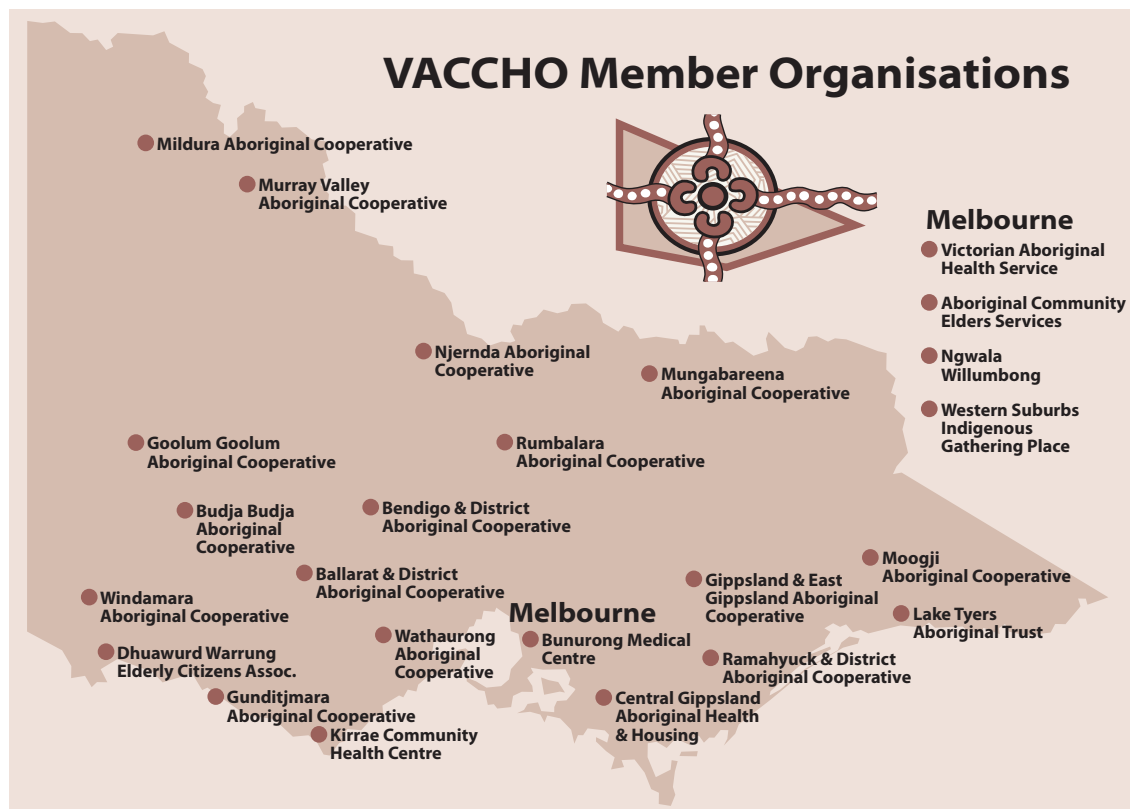 VACCHO Member Organisations
Mildura Aboriginal Cooperative
Murray Valley
Aboriginal Cooperative
Melbourne
Victorian Aboriginal
Health Service
Aboriginal Community
Elders Services
Ngwala
Willumbong
Western Suburbs
Indigenous
Gathering Place
Njernda Aboriginal
Cooperative
Mungabareena
Aboriginal Cooperative
Goolum Goolum
Aboriginal Cooperative
Rumbalara
Aboriginal Cooperative
Budja Budja
Aboriginal
Cooperative
Bendigo & District
Aboriginal Cooperative
Ballarat & District
Aboriginal Cooperative
Moogji
Aboriginal Cooperative
Gippsland & East
Gippsland Aboriginal
Cooperative
Windamara
Aboriginal Cooperative
Melbourne
Bunurong Medical
Centre
Lake Tyers
Aboriginal Trust
Wathaurong
Aboriginal
Cooperative
Dhuawurd Warrung
Elderly Citizens Assoc.
Ramahyuck & District
Aboriginal Cooperative
Gunditjmara
Aboriginal Cooperative
Central Gippsland
Aboriginal Health
& Housing
Kirrae Community
Health Centre